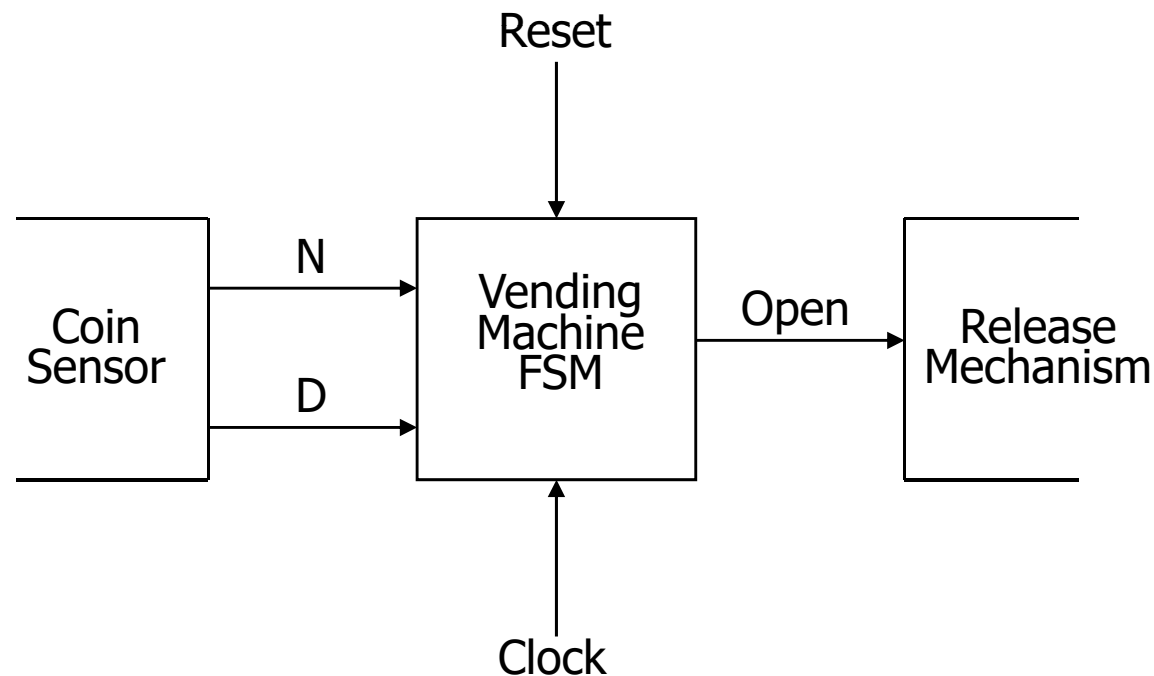 Reset
N
D
Coin
Sensor
Vending
Machine
FSM
Open
Release
Mechanism
Clock